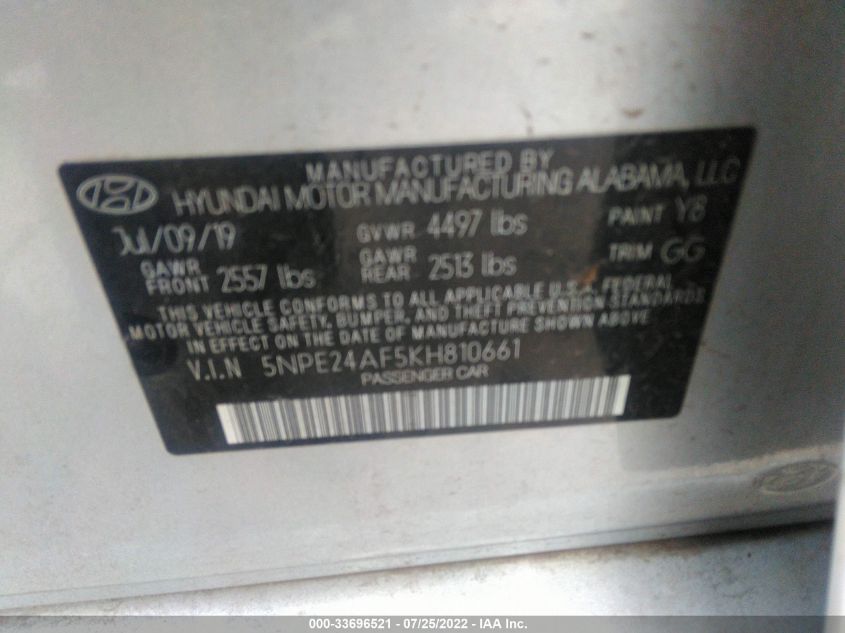 MANUFACTURED BY
HYUNDAI MOTOR MANUFACTURING ALABAMA, LLC
Jul/09/19 GVWR 4497 lbs PAINT Y8
GAWR FRONT 2557 lbs GAWR REAR 2513 lbs TRIM GG
THIS VEHICLE CONFORMS TO ALL APPLICABLE U.S.A. FEDERAL
MOTOR VEHICLE SAFETY, BUMPER, AND THEFT PREVENTION STANDARDS
IN EFFECT ON THE DATE OF MANUFACTURE SHOWN ABOVE
V.I.N 5NPE24AF5KH810661
PASSENGER CAR
000-33696521 - 07/25/2022 - IAA Inc.